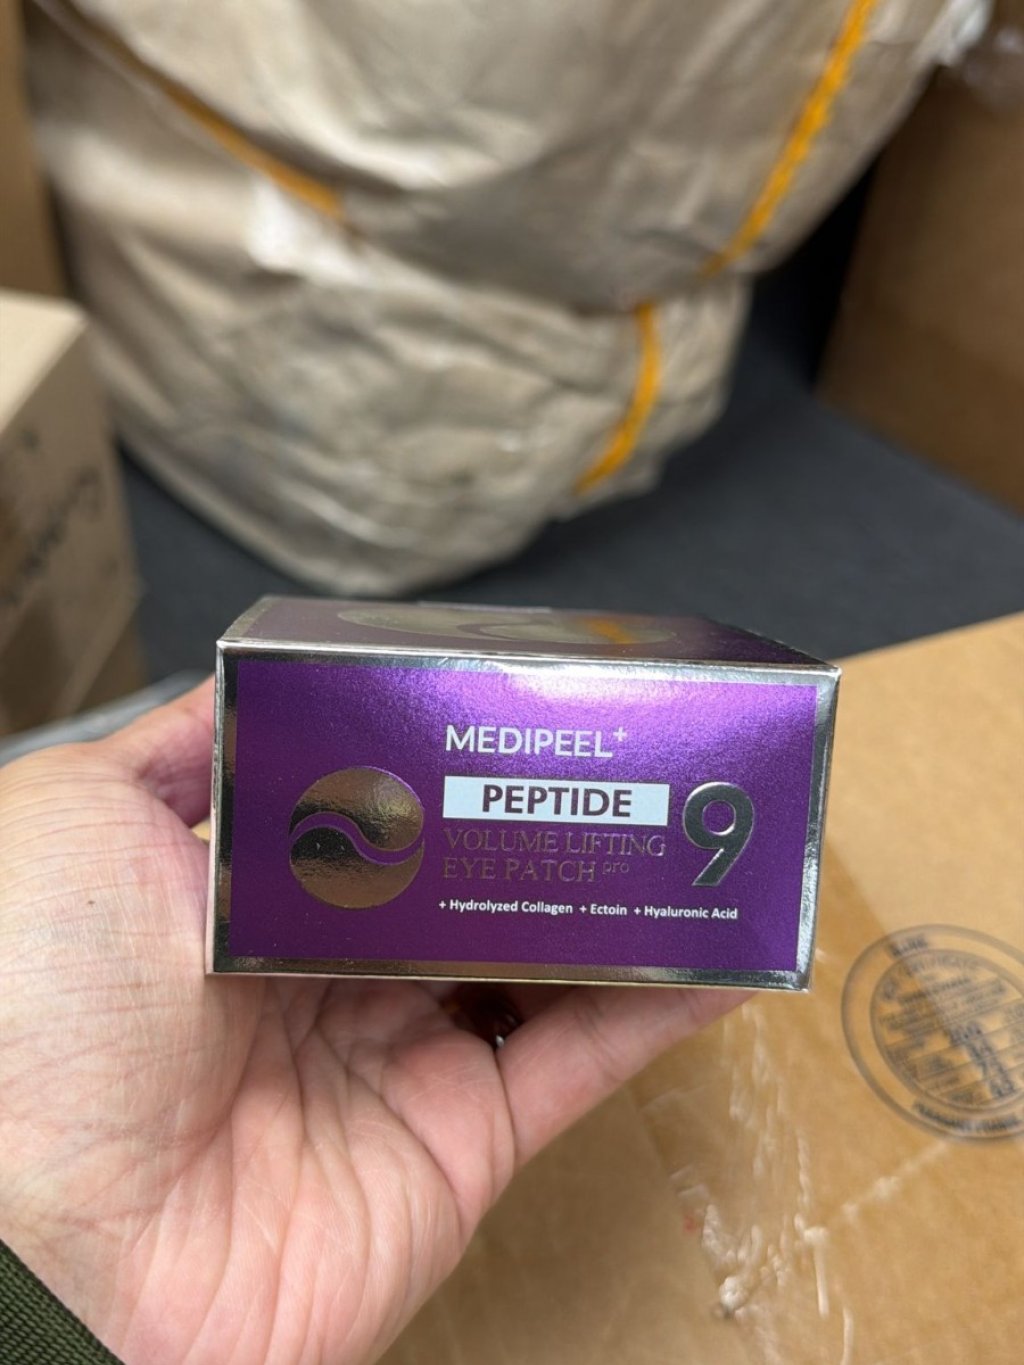 MEDIPEEL+
PEPTIDE 9
VOLUME LIFTING
EYE PATCH pro
+ Hydrolyzed Collagen + Ectoin + Hyaluronic Acid